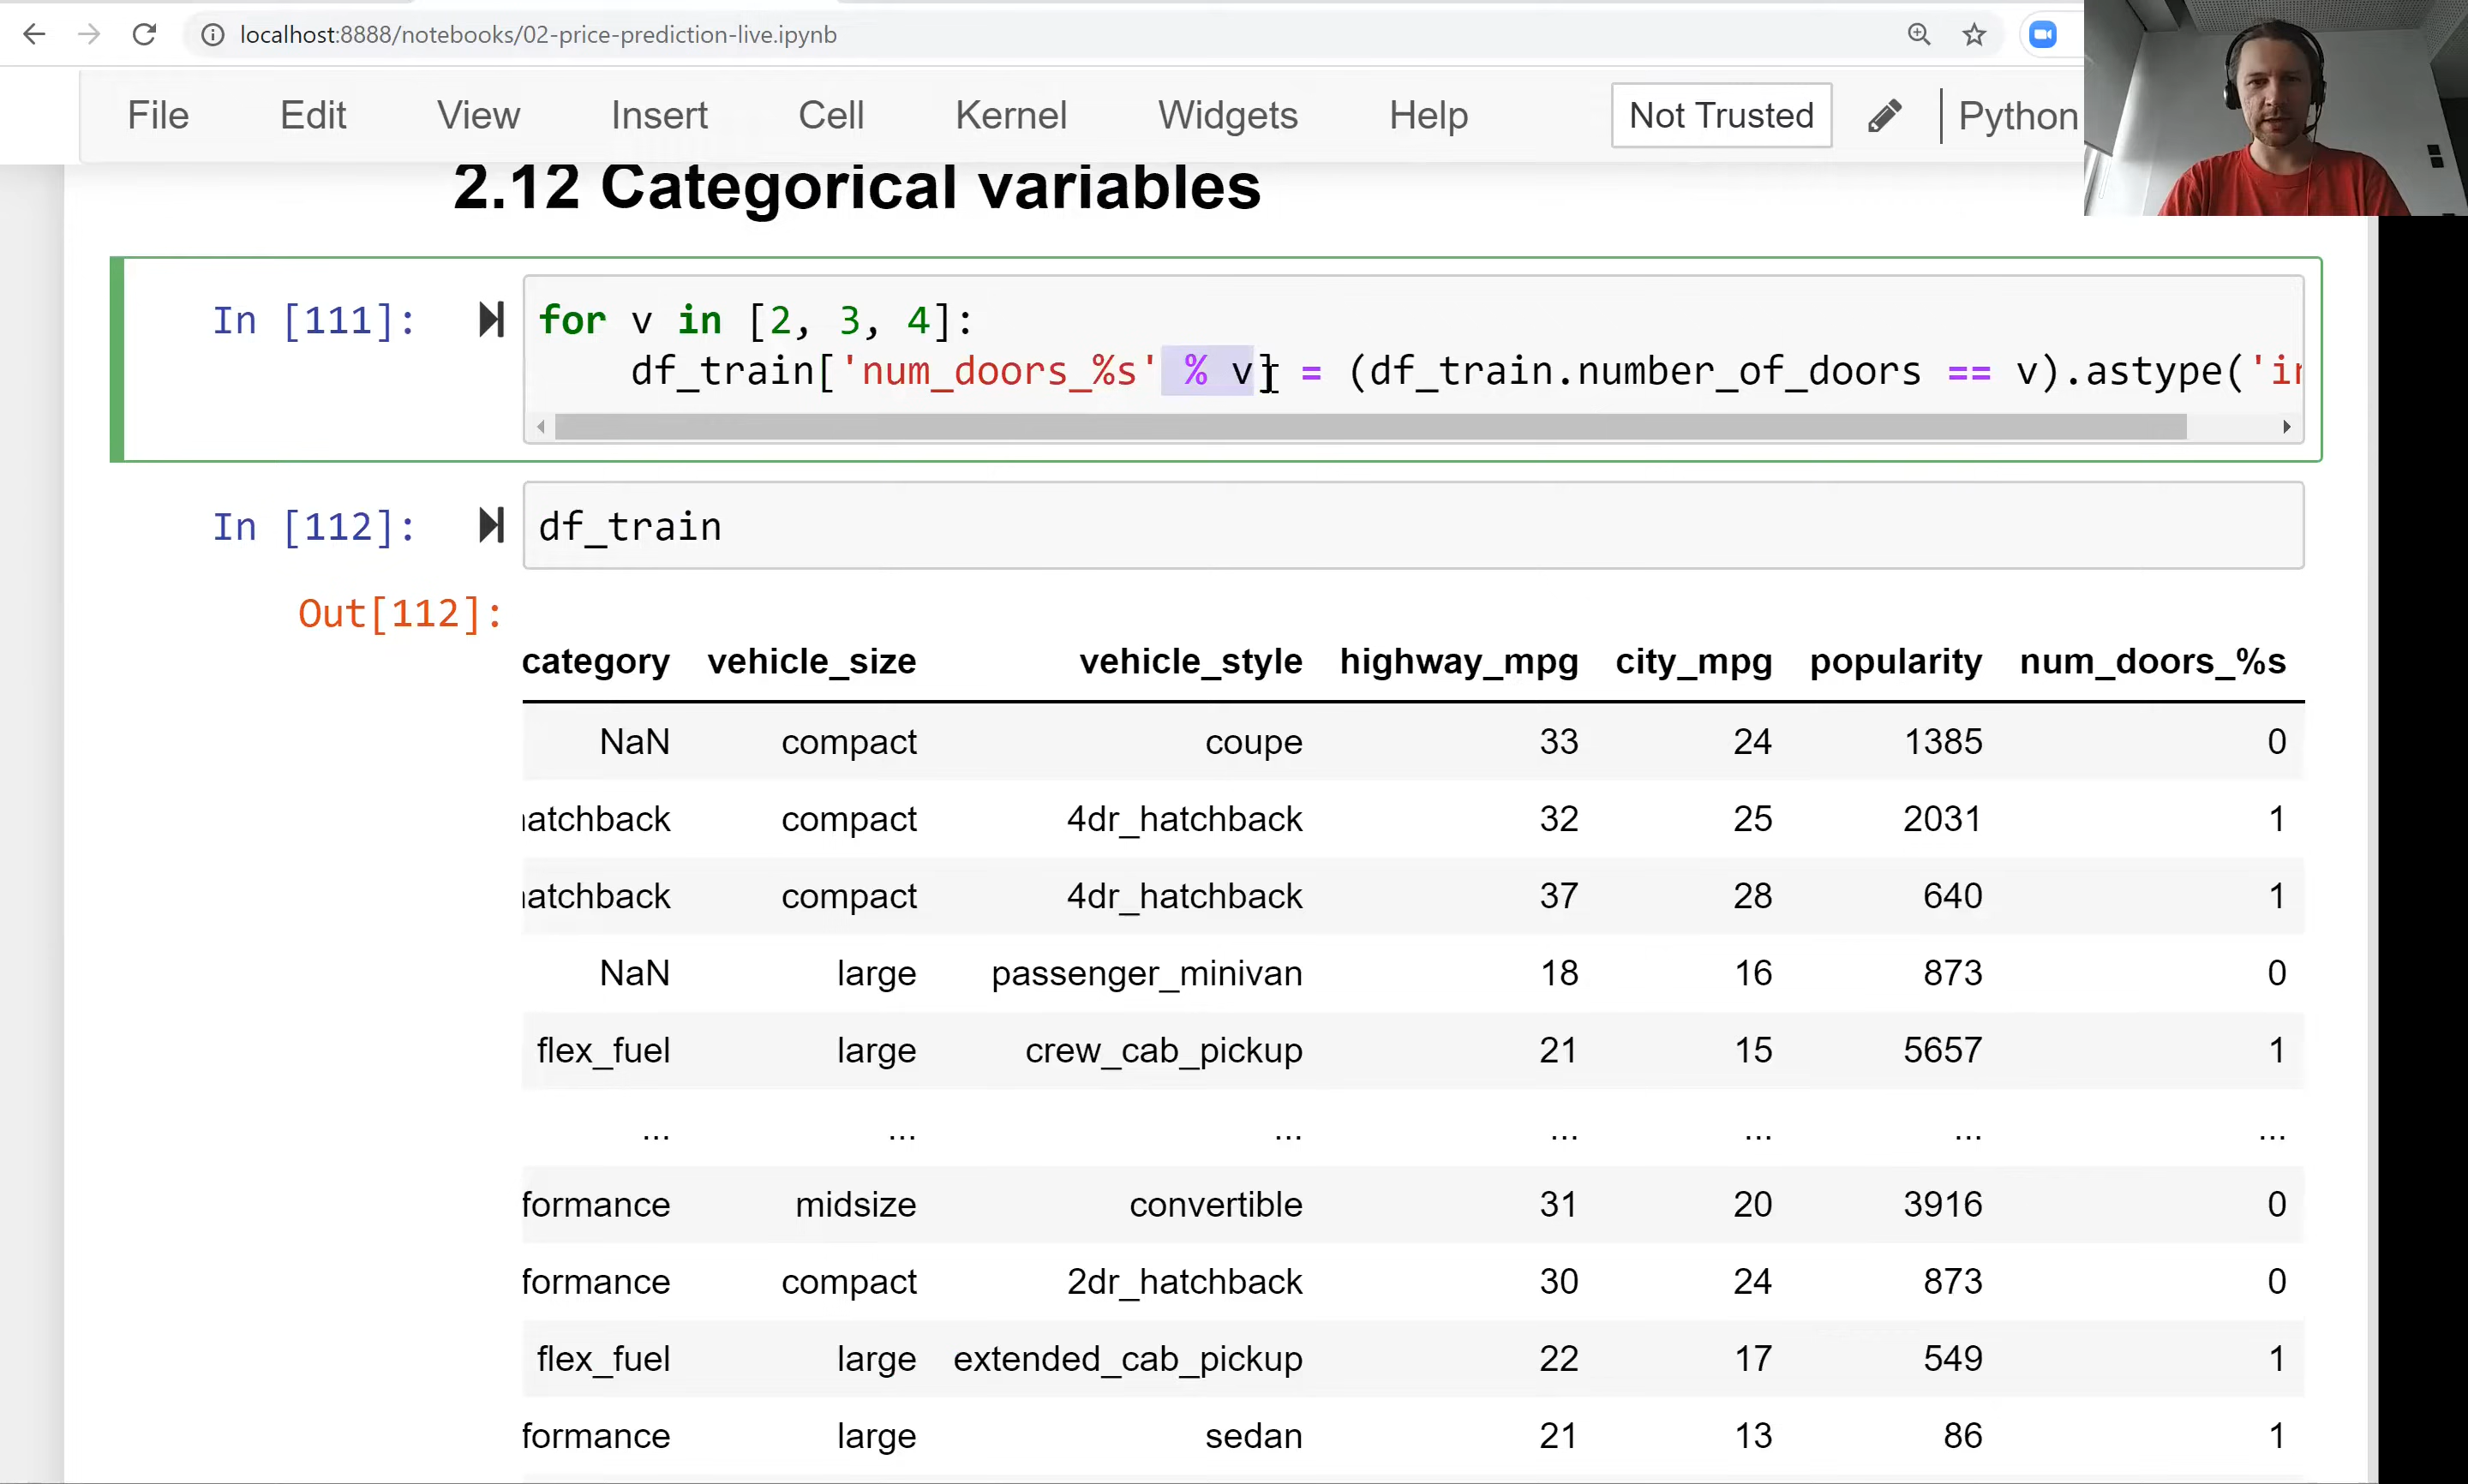 localhost:8888/notebooks/02-price-prediction-live.ipynb
File Edit View Insert Cell Kernel Widgets Help Not Trusted Python
2.12 Categorical variables
In [111]: for v in [2, 3, 4]:
df_train['num_doors_%s' % v] = (df_train.number_of_doors == v).astype('in
In [112]: df_train
Out[112]:
category vehicle_size vehicle_style highway_mpg city_mpg popularity num_doors_%s
NaN compact coupe 33 24 1385 0
hatchback compact 4dr_hatchback 32 25 2031 1
hatchback compact 4dr_hatchback 37 28 640 1
NaN large passenger_minivan 18 16 873 0
flex_fuel large crew_cab_pickup 21 15 5657 1
... ... ... ... ... ... ...
formance midsize convertible 31 20 3916 0
formance compact 2dr_hatchback 30 24 873 0
flex_fuel large extended_cab_pickup 22 17 549 1
formance large sedan 21 13 86 1